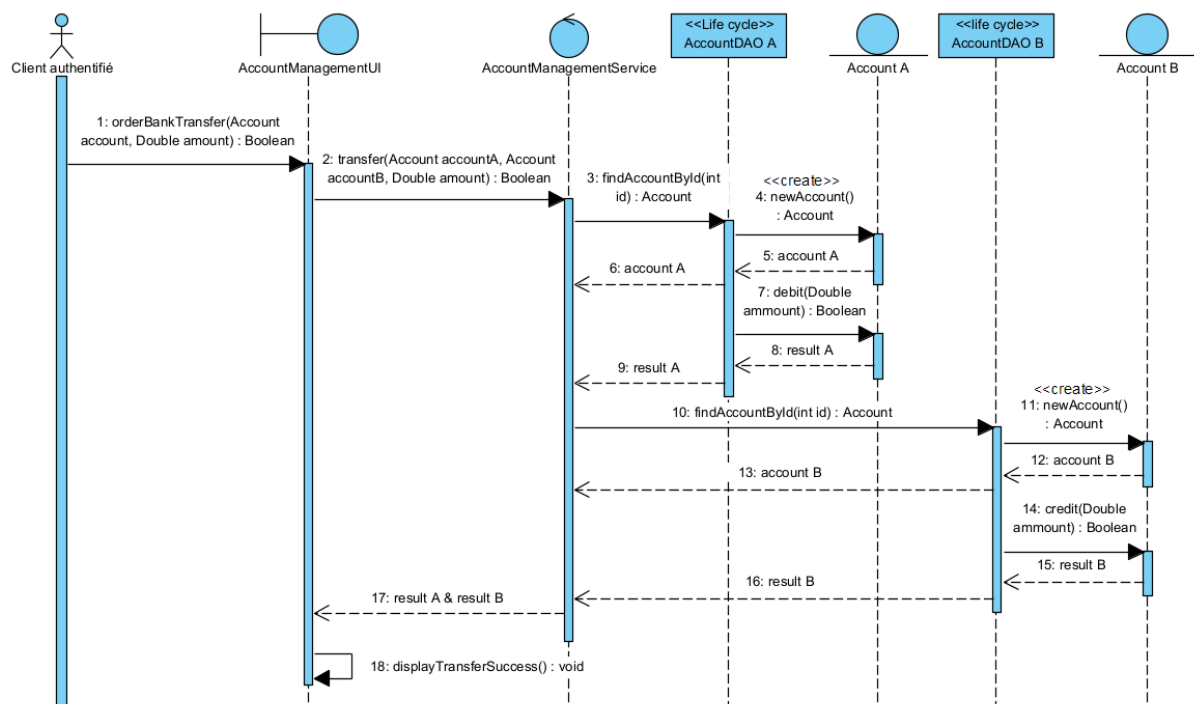 <<Life cycle>>
AccountDAO A
<<life cycle>>
AccountDAO B
Client authentifié
AccountManagementUI
AccountManagementService
Account A
Account B
1: orderBankTransfer(Account
account, Double amount) : Boolean
2: transfer(Account accountA, Account
accountB, Double amount) : Boolean
3: findAccountById(int
id) : Account
<<create>>
4: newAccount()
: Account
5: account A
6: account A
7: debit(Double
ammount) : Boolean
8: result A
9: result A
10: findAccountById(int id) : Account
<<create>>
11: newAccount()
: Account
12: account B
13: account B
14: credit(Double
ammount) : Boolean
15: result B
16: result B
17: result A & result B
18: displayTransferSuccess() : void